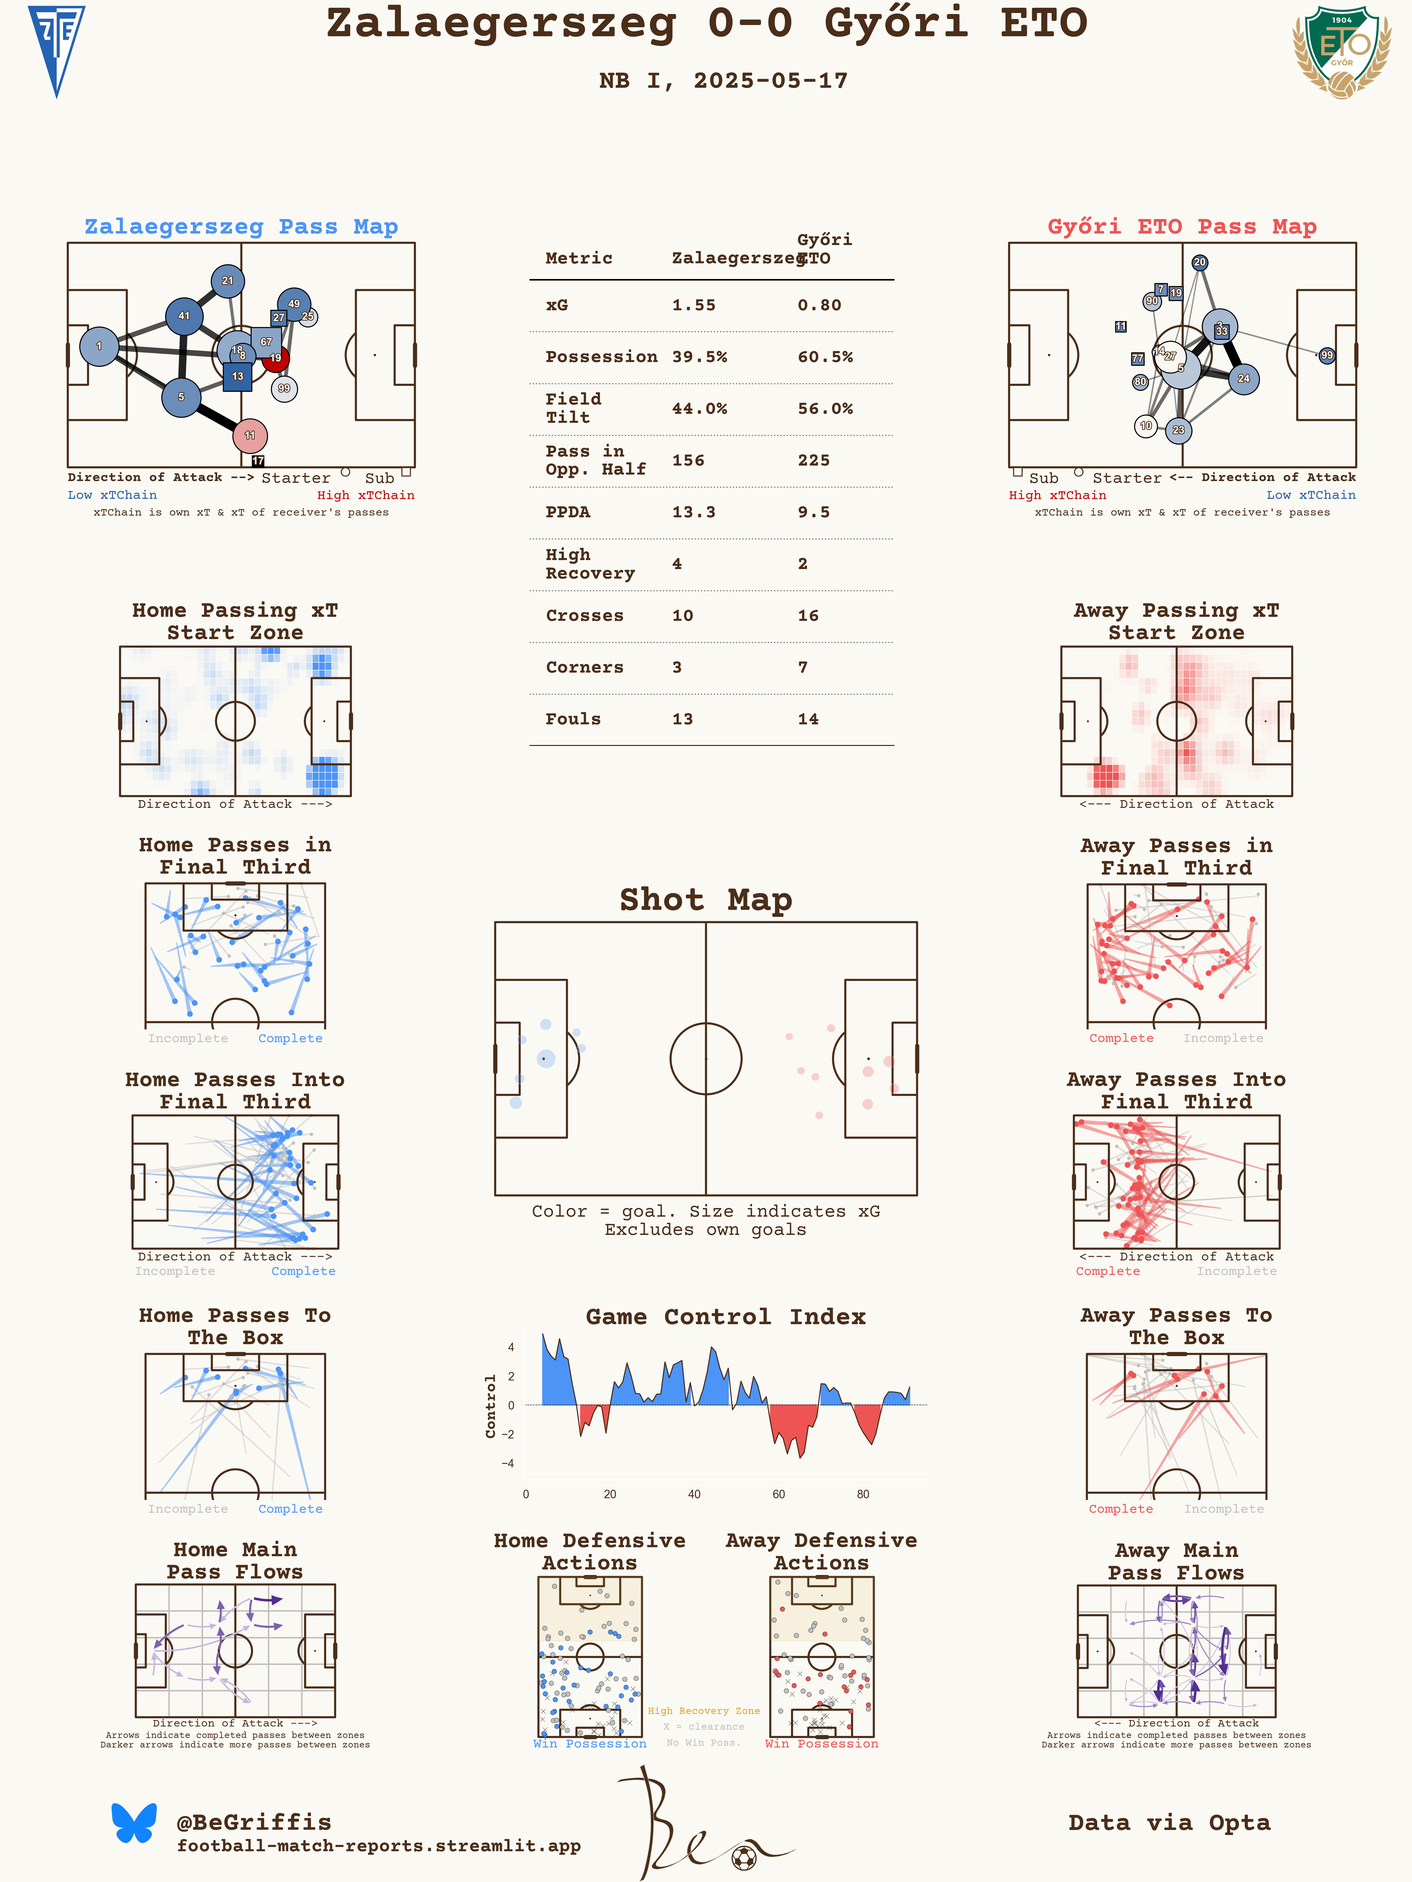 Zalaegerszeg 0-0 Győri ETO
NB I, 2025-05-17
ZTE
1904
ETO
GYŐR
Zalaegerszeg Pass Map
21
49
41
27
25
67
1
18
8
19
13
99
5
11
17
Direction of Attack --> Starter Sub
Low xTChain High xTChain
xTChain is own xT & xT of receiver's passes
Metric Zalaegerszeg Győri ETO
xG 1.55 0.80
Possession 39.5% 60.5%
Field Tilt 44.0% 56.0%
Pass in Opp. Half 156 225
PPDA 13.3 9.5
High Recovery 4 2
Crosses 10 16
Corners 3 7
Fouls 13 14
Győri ETO Pass Map
20
7
19
90
11
33
14
27
77
99
5
80
24
10
23
Sub Starter <-- Direction of Attack
High xTChain Low xTChain
xTChain is own xT & xT of receiver's passes
Home Passing xT
Start Zone
Direction of Attack --->
Away Passing xT
Start Zone
<--- Direction of Attack
Home Passes in
Final Third
Incomplete Complete
Away Passes in
Final Third
Complete Incomplete
Shot Map
Color = goal. Size indicates xG
Excludes own goals
Home Passes Into
Final Third
Direction of Attack --->
Incomplete Complete
Away Passes Into
Final Third
<--- Direction of Attack
Complete Incomplete
Home Passes To
The Box
Incomplete Complete
Game Control Index
Control
4
2
0
−2
−4
0 20 40 60 80
Away Passes To
The Box
Complete Incomplete
Home Main
Pass Flows
Direction of Attack --->
Arrows indicate completed passes between zones
Darker arrows indicate more passes between zones
Home Defensive
Actions
Win Possession
Away Defensive
Actions
Win Possession
High Recovery Zone
X = clearance
No Win Poss.
Away Main
Pass Flows
<--- Direction of Attack
Arrows indicate completed passes between zones
Darker arrows indicate more passes between zones
@BeGriffis
football-match-reports.streamlit.app
Ben
Data via Opta